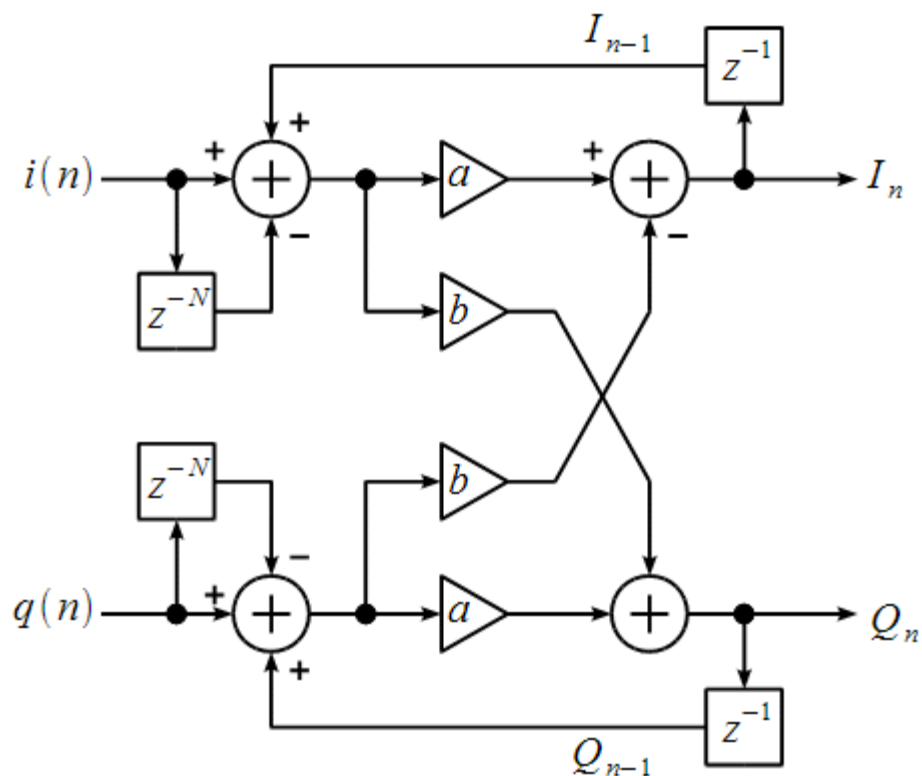 I_{n-1}
z^{-1}
+
+ +
i(n) + a + I_n
− −
z^{-N} b
z^{-N} b
−
q(n) + + a + Q_n
+
z^{-1}
Q_{n-1}